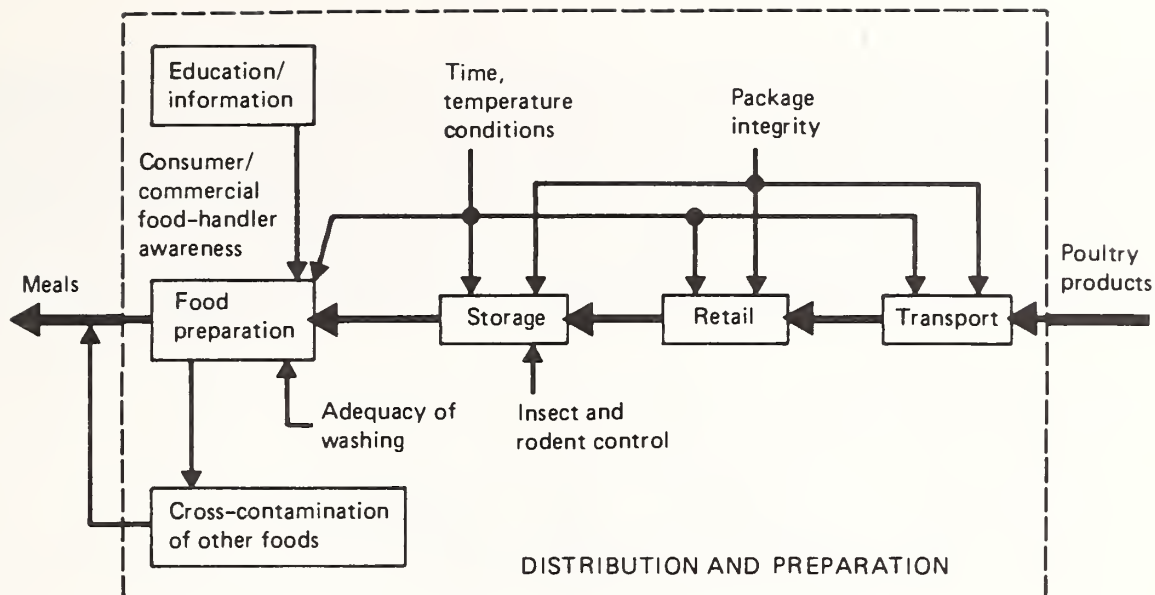 Education/
information
Time,
temperature
conditions
Package
integrity
Consumer/
commercial
food-handler
awareness
Meals
Food
preparation
Storage
Retail
Transport
Poultry
products
Adequacy of
washing
Insect and
rodent control
Cross-contamination
of other foods
DISTRIBUTION AND PREPARATION